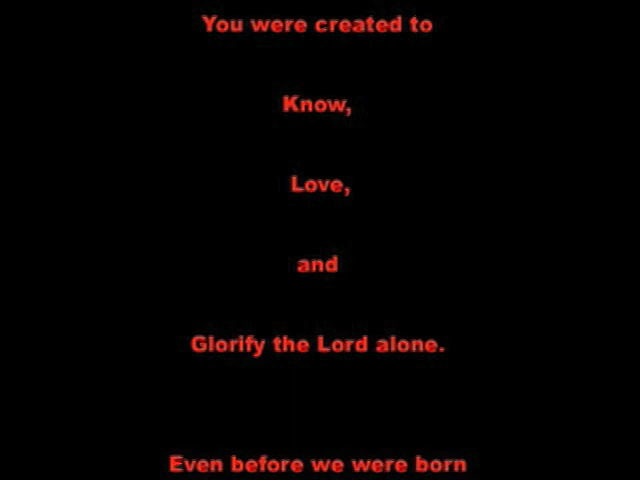 You were created to
Know,
Love,
and
Glorify the Lord alone.
Even before we were born